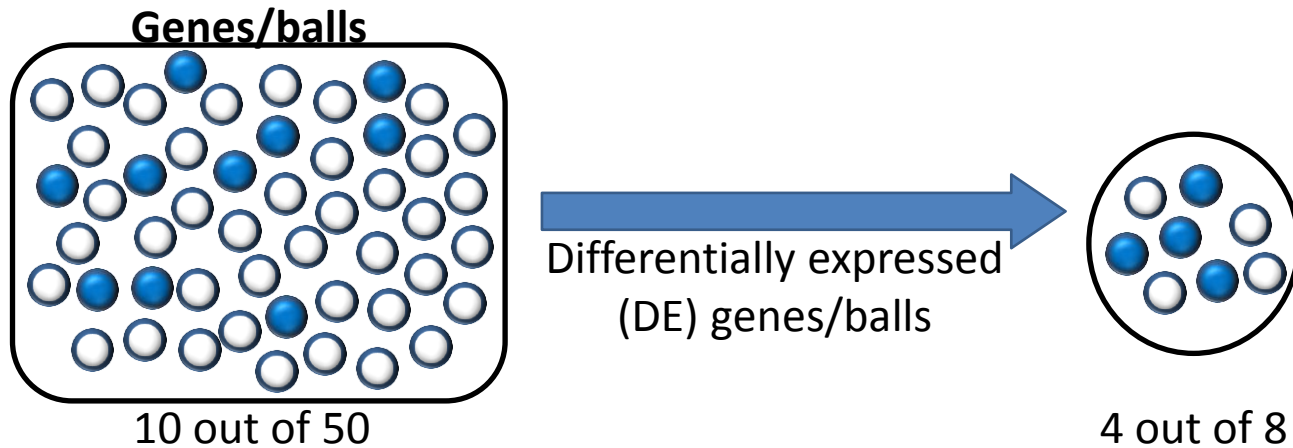 Genes/balls
Differentially expressed
(DE) genes/balls
10 out of 50
4 out of 8